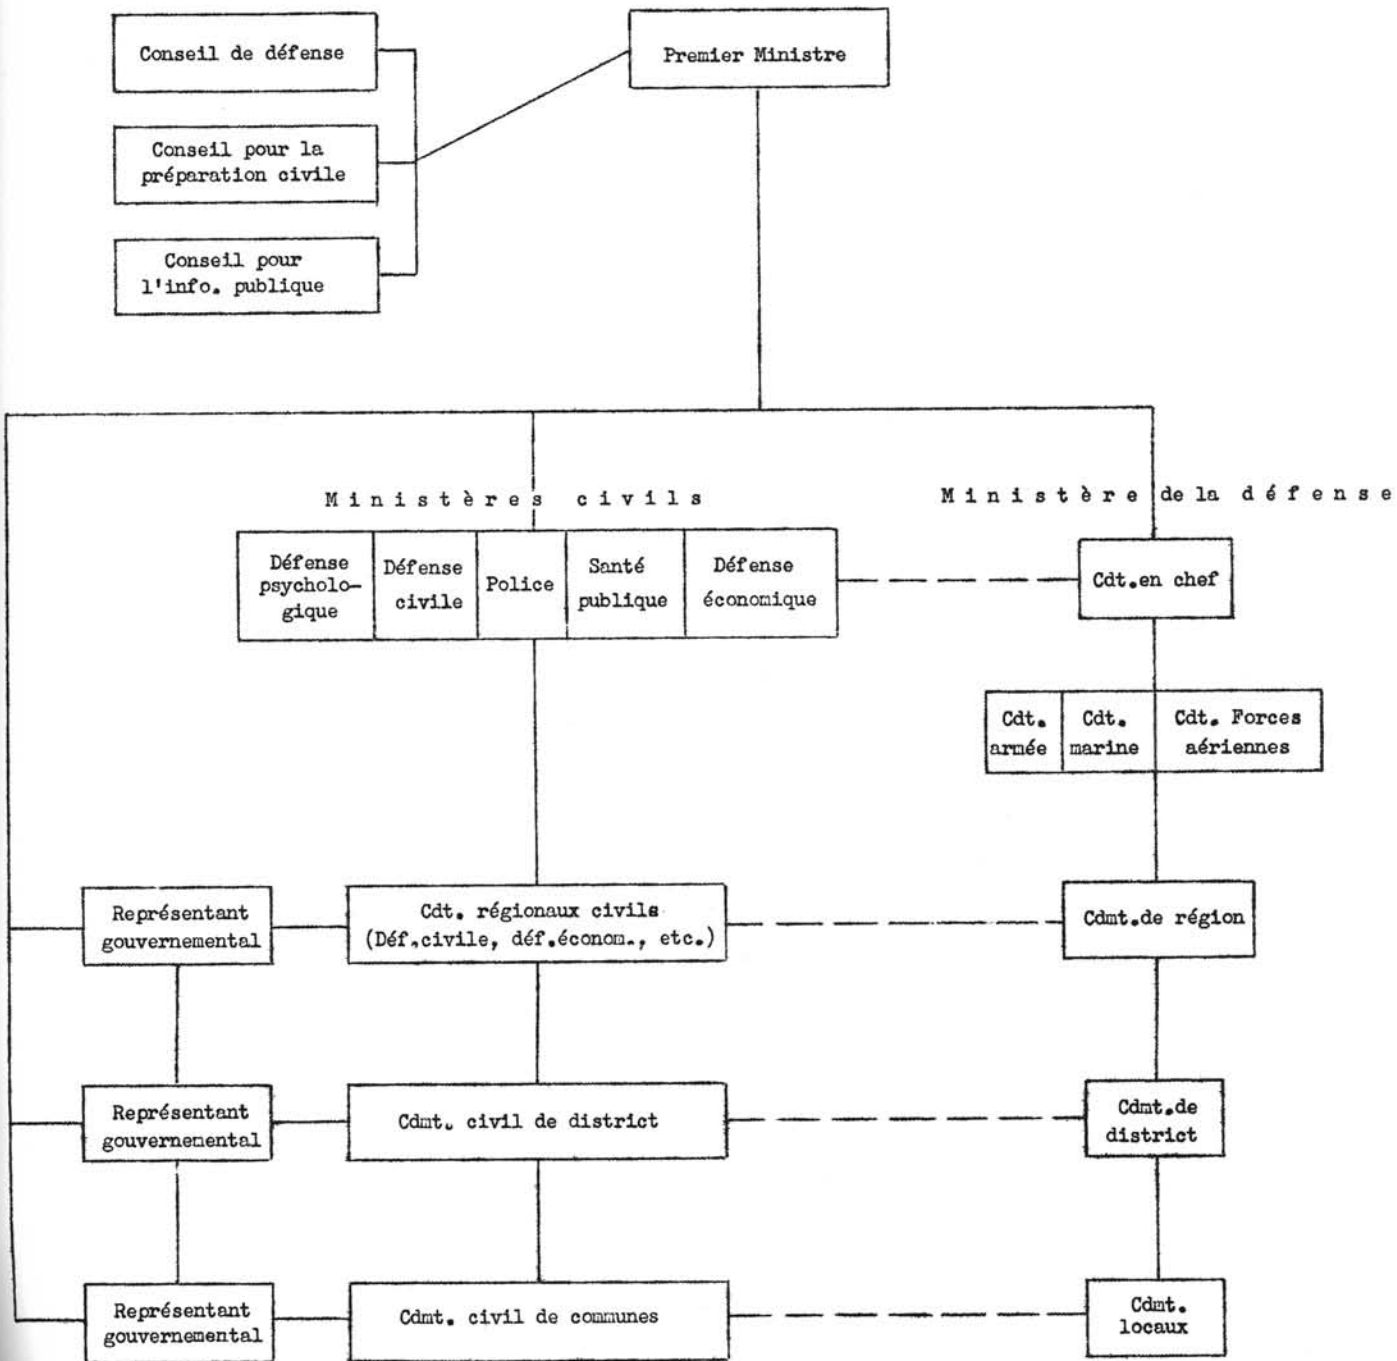 Conseil de défense
Premier Ministre
Conseil pour la
préparation civile
Conseil pour
l'info. publique
Ministères civils
Ministère de la défense
Défense
psycholo-
gique
Défense
civile
Police
Santé
publique
Défense
économique
Cdt.en chef
Cdt.
armée
Cdt.
marine
Cdt. Forces
aériennes
Représentant
gouvernemental
Cdt. régionaux civils
(Déf.civile, déf.économ., etc.)
Cdmt.de région
Représentant
gouvernemental
Cdmt. civil de district
Cdmt.de
district
Représentant
gouvernemental
Cdmt. civil de communes
Cdmt.
locaux